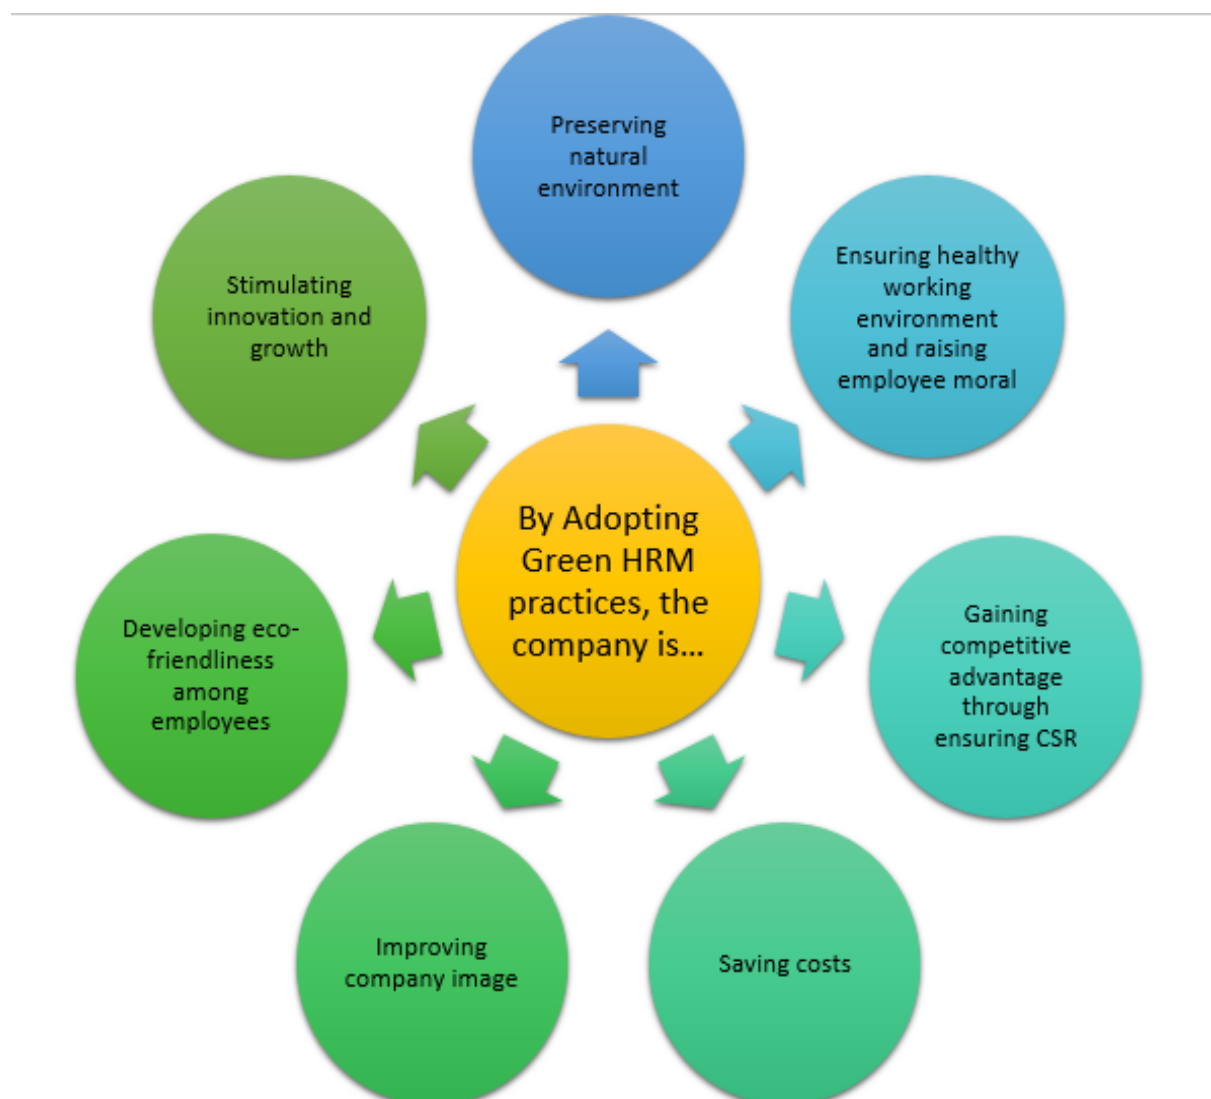 Preserving
natural
environment
Ensuring healthy
working
environment
and raising
employee moral
Gaining
competitive
advantage
through
ensuring CSR
Saving costs
Improving
company image
Developing eco-
friendliness
among
employees
Stimulating
innovation and
growth
By Adopting
Green HRM
practices, the
company is...